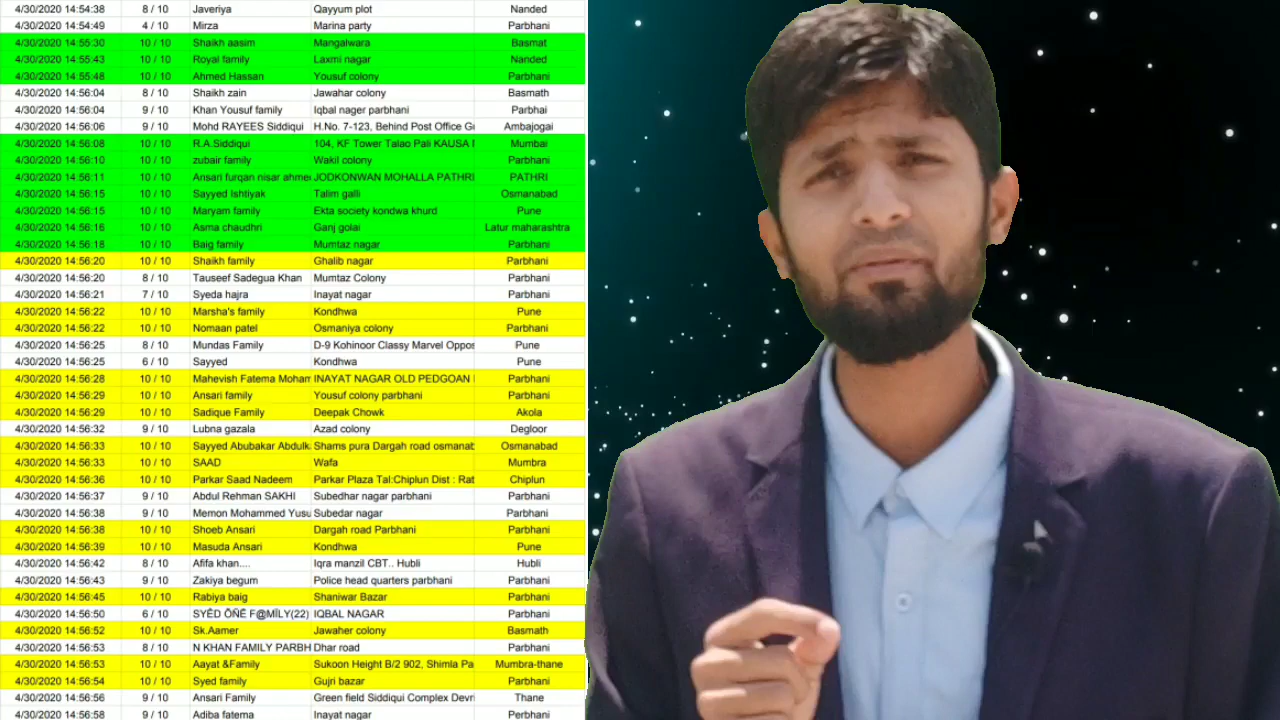 4/30/2020 14:54:38 8 / 10 Javeriya Qayyum plot Nanded
4/30/2020 14:54:49 4 / 10 Mirza Marina party Parbhani
4/30/2020 14:55:30 10 / 10 Shaikh aasim Mangalwara Basmat
4/30/2020 14:55:43 10 / 10 Royal family Laxmi nagar Nanded
4/30/2020 14:55:48 10 / 10 Ahmed Hassan Yousuf colony Parbhani
4/30/2020 14:56:04 8 / 10 Shaikh zain Jawahar colony Basmath
4/30/2020 14:56:04 9 / 10 Khan Yousuf family Iqbal nager parbhani Parbhai
4/30/2020 14:56:06 9 / 10 Mohd RAYEES Siddiqui H.No. 7-123, Behind Post Office Ambajogai
4/30/2020 14:56:08 10 / 10 R.A.Siddiqui 104, KF Tower Talao Pali KAUSA Mumbai
4/30/2020 14:56:10 10 / 10 zubair family Wakil colony Parbhani
4/30/2020 14:56:11 10 / 10 Ansari furqan nisar ahme JODKONWAN MOHALLA PATHRI PATHRI
4/30/2020 14:56:15 10 / 10 Sayyed Ishtiyak Talim galli Osmanabad
4/30/2020 14:56:15 10 / 10 Maryam family Ekta society kondwa khurd Pune
4/30/2020 14:56:16 10 / 10 Asma chaudhri Ganj golai Latur maharashtra
4/30/2020 14:56:18 10 / 10 Baig family Mumtaz nagar Parbhani
4/30/2020 14:56:20 10 / 10 Shaikh family Ghalib nagar Parbhani
4/30/2020 14:56:20 8 / 10 Tauseef Sadegua Khan Mumtaz Colony Parbhani
4/30/2020 14:56:21 7 / 10 Syeda hajra Inayat nagar Parbhani
4/30/2020 14:56:22 10 / 10 Marsha's family Kondhwa Pune
4/30/2020 14:56:22 10 / 10 Nomaan patel Osmaniya colony Parbhani
4/30/2020 14:56:25 8 / 10 Mundas Family D-9 Kohinoor Classy Marvel Oppos Pune
4/30/2020 14:56:25 6 / 10 Sayyed Kondhwa Pune
4/30/2020 14:56:28 10 / 10 Mahevish Fatema Moham INAYAT NAGAR OLD PEDGOAN Parbhani
4/30/2020 14:56:29 10 / 10 Ansari family Yousuf colony parbhani Parbhani
4/30/2020 14:56:29 10 / 10 Sadique Family Deepak Chowk Akola
4/30/2020 14:56:32 9 / 10 Lubna gazala Azad colony Degloor
4/30/2020 14:56:33 10 / 10 Sayyed Abubakar Abdulk Shams pura Dargah road osmanab Osmanabad
4/30/2020 14:56:33 10 / 10 SAAD Wafa Mumbra
4/30/2020 14:56:36 10 / 10 Parkar Saad Nadeem Parkar Plaza Tal:Chiplun Dist : Rat Chiplun
4/30/2020 14:56:37 9 / 10 Abdul Rehman SAKHI Subedhar nagar parbhani Parbhani
4/30/2020 14:56:38 9 / 10 Memon Mohammed Yusu Subedar nagar Parbhani
4/30/2020 14:56:38 10 / 10 Shoeb Ansari Dargah road Parbhani Parbhani
4/30/2020 14:56:39 10 / 10 Masuda Ansari Kondhwa Pune
4/30/2020 14:56:42 8 / 10 Afifa khan.... Iqra manzil CBT.. Hubli Hubli
4/30/2020 14:56:43 9 / 10 Zakiya begum Police head quarters parbhani Parbhani
4/30/2020 14:56:45 10 / 10 Rabiya baig Shaniwar Bazar Parbhani
4/30/2020 14:56:50 6 / 10 SYÊD ÕÑÊ F@MÎLY(22) IQBAL NAGAR Parbhani
4/30/2020 14:56:52 10 / 10 Sk.Aamer Jawaher colony Basmath
4/30/2020 14:56:53 8 / 10 N KHAN FAMILY PARBH Dhar road Parbhani
4/30/2020 14:56:53 10 / 10 Aayat &Family Sukoon Height B/2 902, Shimla Pa Mumbra-thane
4/30/2020 14:56:54 10 / 10 Syed family Gujri bazar Parbhani
4/30/2020 14:56:56 9 / 10 Ansari Family Green field Siddiqui Complex Devri Thane
4/30/2020 14:56:58 9 / 10 Adiba fatema Inayat nagar Perbhani